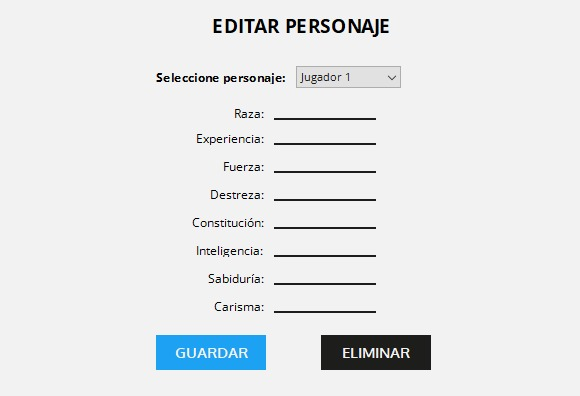 EDITAR PERSONAJE
Seleccione personaje: Jugador 1
Raza:
Experiencia:
Fuerza:
Destreza:
Constitución:
Inteligencia:
Sabiduría:
Carisma:
GUARDAR ELIMINAR